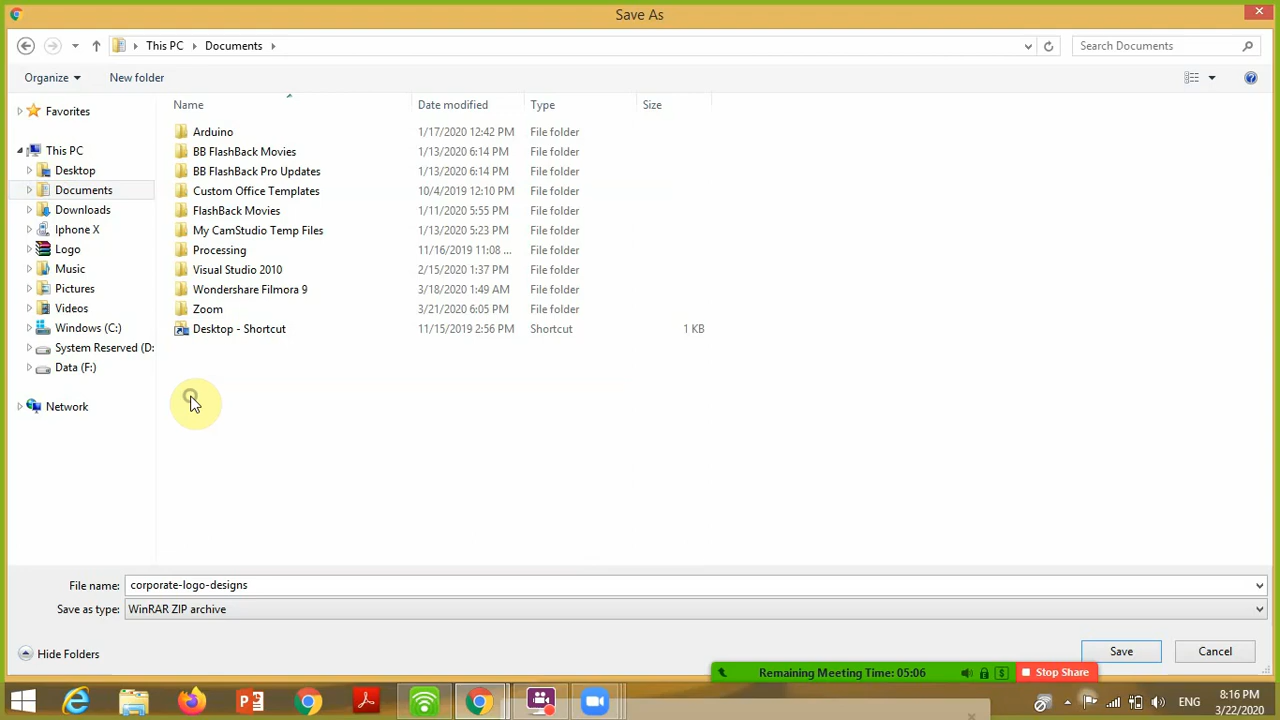 Save As
This PC
Documents
Search Documents
Organize
New folder
Name
Date modified
Type
Size
Favorites
This PC
Desktop
Documents
Downloads
Iphone X
Logo
Music
Pictures
Videos
Windows (C:)
System Reserved (D:
Data (F:)
Network
Arduino 1/17/2020 12:42 PM File folder
BB FlashBack Movies 1/13/2020 6:14 PM File folder
BB FlashBack Pro Updates 1/13/2020 6:14 PM File folder
Custom Office Templates 10/4/2019 12:10 PM File folder
FlashBack Movies 1/11/2020 5:55 PM File folder
My CamStudio Temp Files 1/13/2020 5:23 PM File folder
Processing 11/16/2019 11:08 ... File folder
Visual Studio 2010 2/15/2020 1:37 PM File folder
Wondershare Filmora 9 3/18/2020 1:49 AM File folder
Zoom 3/21/2020 6:05 PM File folder
Desktop - Shortcut 11/15/2019 2:56 PM Shortcut 1 KB
File name: corporate-logo-designs
Save as type: WinRAR ZIP archive
Hide Folders
Save
Cancel
Remaining Meeting Time: 05:06
Stop Share
ENG
8:16 PM
3/22/2020